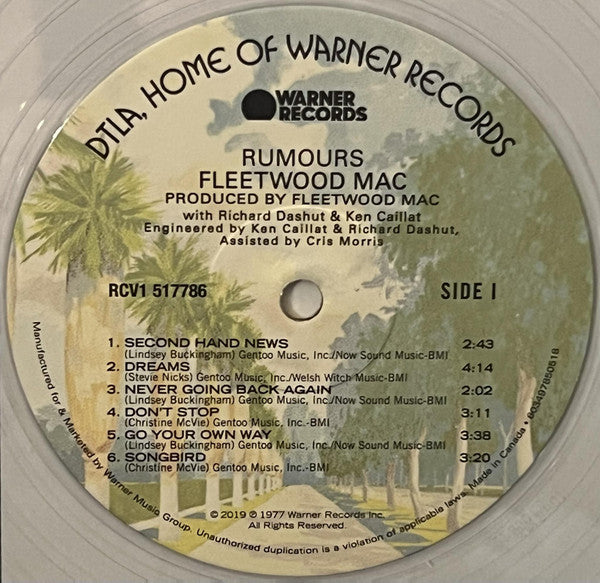 DTLA, HOME OF WARNER RECORDS
WARNER
RECORDS
RUMOURS
FLEETWOOD MAC
PRODUCED BY FLEETWOOD MAC
with Richard Dashut & Ken Caillat
Engineered by Ken Caillat & Richard Dashut,
Assisted by Cris Morris
RCV1 517786
SIDE I
1. SECOND HAND NEWS 2:43
(Lindsey Buckingham) Gentoo Music, Inc./Now Sound Music-BMI
2. DREAMS 4:14
(Stevie Nicks) Gentoo Music, Inc./Welsh Witch Music-BMI
3. NEVER GOING BACK AGAIN 2:02
(Lindsey Buckingham) Gentoo Music, Inc./Now Sound Music-BMI
4. DON'T STOP 3:11
(Christine McVie) Gentoo Music, Inc.-BMI
5. GO YOUR OWN WAY 3:38
(Lindsey Buckingham) Gentoo Music, Inc./Now Sound Music-BMI
6. SONGBIRD 3:20
(Christine McVie) Gentoo Music, Inc.-BMI
© 2019 ℗ 1977 Warner Records Inc.
All Rights Reserved.
Manufactured for & Marketed by Warner Music Group. Unauthorized duplication is a violation of applicable laws. Made in Canada • 603497850518